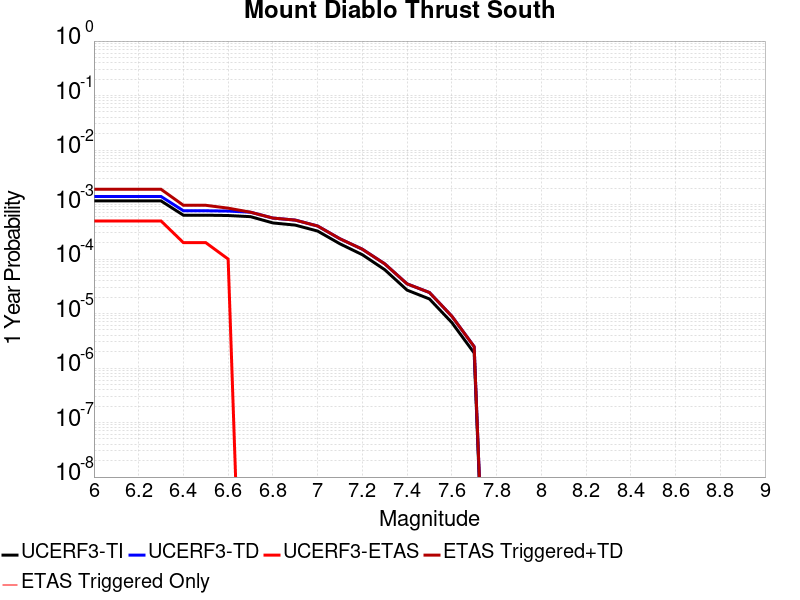 Mount Diablo Thrust South
1 Year Probability
10^0
10^-1
10^-2
10^-3
10^-4
10^-5
10^-6
10^-7
10^-8
6 6.2 6.4 6.6 6.8 7 7.2 7.4 7.6 7.8 8 8.2 8.4 8.6 8.8 9
Magnitude
UCERF3-TI UCERF3-TD UCERF3-ETAS ETAS Triggered+TD
ETAS Triggered Only